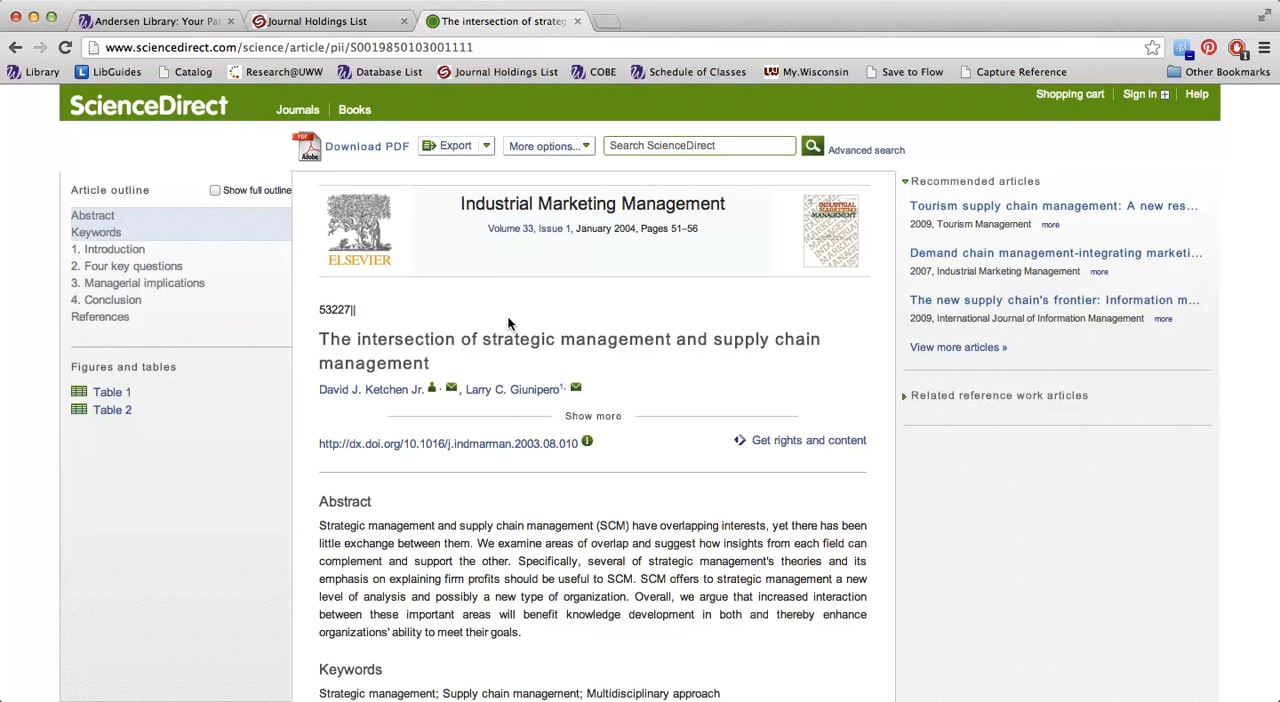 Andersen Library: Your Pa
Journal Holdings List
The intersection of strateg
www.sciencedirect.com/science/article/pii/S0019850103001111
Library
LibGuides
Catalog
Research@UWW
Database List
Journal Holdings List
COBE
Schedule of Classes
My.Wisconsin
Save to Flow
Capture Reference
Other Bookmarks
ScienceDirect
Journals
Books
Shopping cart
Sign in
Help
Download PDF
Export
More options...
Search ScienceDirect
Advanced search
Article outline
Show full outline
Abstract
Keywords
1. Introduction
2. Four key questions
3. Managerial implications
4. Conclusion
References
Figures and tables
Table 1
Table 2
ELSEVIER
Industrial Marketing Management
Volume 33, Issue 1, January 2004, Pages 51–56
INDUSTRIAL
MARKETING
MANAGEMENT
53227||
The intersection of strategic management and supply chain
management
David J. Ketchen Jr. , Larry C. Giunipero1,
Show more
http://dx.doi.org/10.1016/j.indmarman.2003.08.010
Get rights and content
Abstract
Strategic management and supply chain management (SCM) have overlapping interests, yet there has been
little exchange between them. We examine areas of overlap and suggest how insights from each field can
complement and support the other. Specifically, several of strategic management's theories and its
emphasis on explaining firm profits should be useful to SCM. SCM offers to strategic management a new
level of analysis and possibly a new type of organization. Overall, we argue that increased interaction
between these important areas will benefit knowledge development in both and thereby enhance
organizations' ability to meet their goals.
Keywords
Strategic management; Supply chain management; Multidisciplinary approach
Recommended articles
Tourism supply chain management: A new res...
2009, Tourism Management more
Demand chain management-integrating marketi...
2007, Industrial Marketing Management more
The new supply chain's frontier: Information m...
2009, International Journal of Information Management more
View more articles »
Related reference work articles